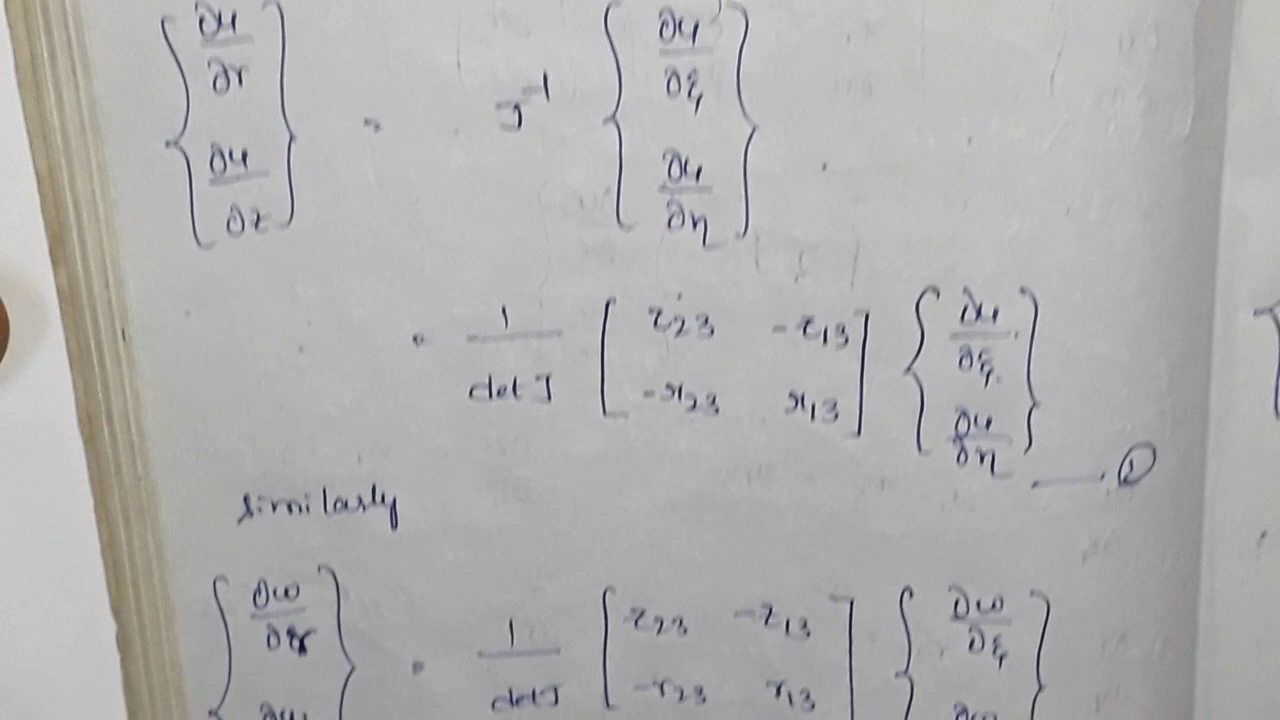 {∂u/∂r ∂u/∂z} = J⁻¹ {∂u/∂ξ ∂u/∂η}
= 1/det J [z₂₃ -z₁₃ -r₂₃ r₁₃] {∂u/∂ξ ∂u/∂η} — ①
similarly
{∂w/∂r ∂w = 1/det J [z₂₃ -z₁₃ -r₂₃ r₁₃ {∂w/∂ξ ∂w